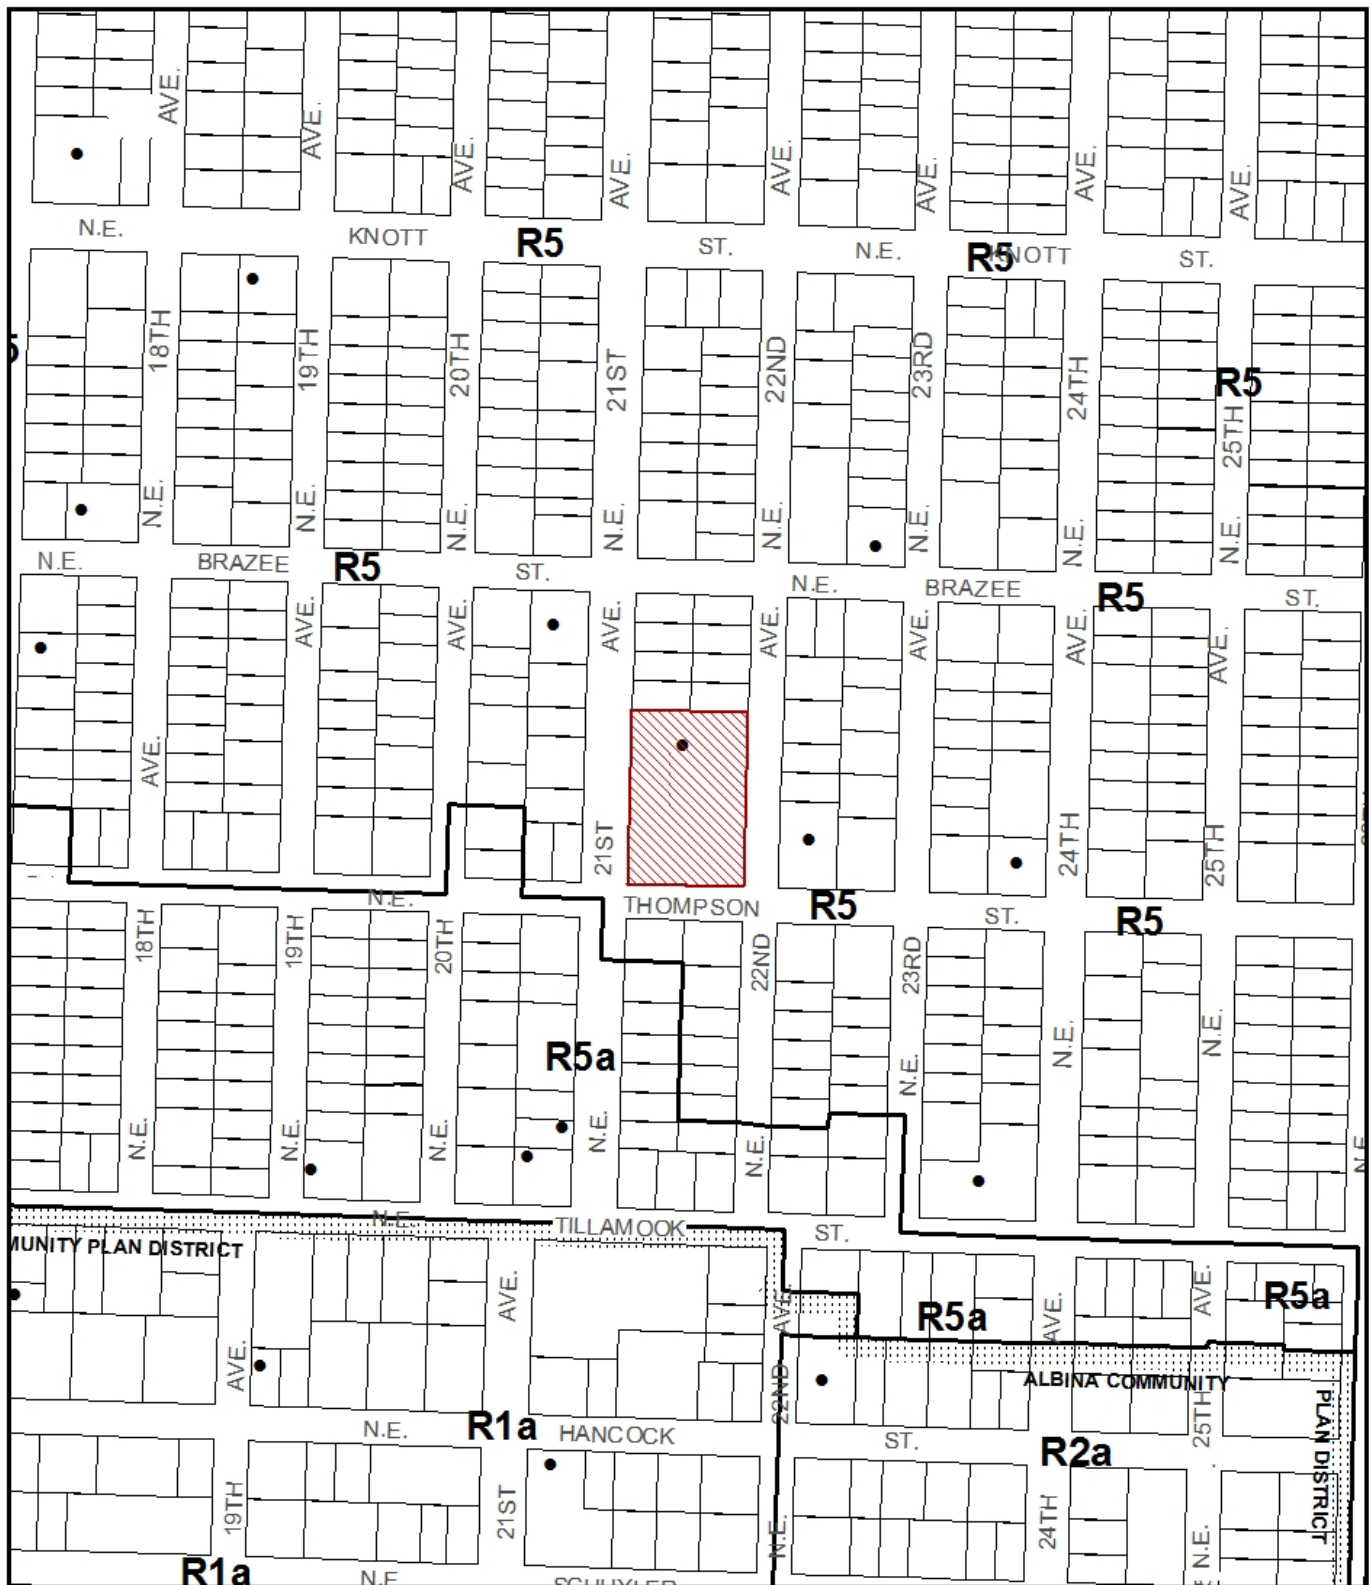 AVE.
AVE.
AVE.
AVE.
AVE.
AVE.
AVE.
AVE.
N.E.
KNOTT
R5
ST.
N.E.
R5
KNOTT
ST.
18TH
19TH
20TH
21ST
22ND
23RD
24TH
R5
25TH
N.E.
N.E.
N.E.
N.E.
N.E.
N.E.
N.E.
N.E.
N.E.
BRAZEE
R5
ST.
N.E.
BRAZEE
R5
ST.
AVE.
AVE.
AVE.
AVE.
AVE.
AVE.
AVE.
AVE.
21ST
24TH
25TH
N.E.
THOMPSON
R5
ST.
R5
18TH
19TH
20TH
22ND
23RD
R5a
N.E.
N.E.
N.E.
N.E.
N.E.
N.E.
N.E.
N.E.
N.E.
N.E.
TILLAMOOK
ST.
MUNITY PLAN DISTRICT
AVE.
AVE.
AVE.
AVE.
R5a
R5a
AVE.
22ND
ALBINA COMMUNITY
PLAN DISTRICT
N.E.
R1a
HANCOCK
ST.
R2a
25TH
19TH
21ST
N.E.
24TH
N.E.
R1a
N.E.
SCHUYLER